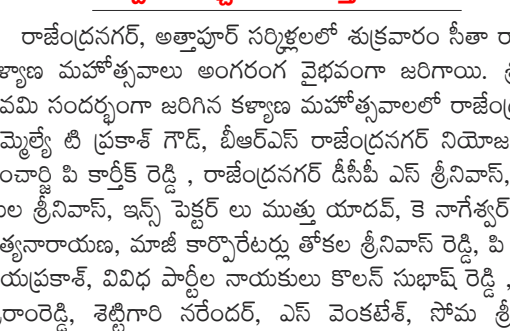 రాజేంద్రనగర్, అత్తాపూర్ సర్కిళ్లలో శుక్రవారం సీతా రా
ళ్యాణ మహోత్సవాలు అంగరంగ వైభవంగా జరిగాయి.
వమి సందర్భంగా జరిగిన కళ్యాణ మహోత్సవాలలో రాజేంద్ర
మ్మెల్యే టి ప్రకాశ్ గౌడ్, బీఆర్ఎస్ రాజేంద్రనగర్ నియోజ
ంచార్జి పి కార్తీక్ రెడ్డి , రాజేంద్రనగర్ డీసీపీ ఎస్ శ్రీనివాస్,
ల శ్రీనివాస్, ఇన్స్ పెక్టర్ లు ముత్తు యాదవ్, కె నాగేశ్వర్
త్యనారాయణ, మాజీ కార్పొరేటర్లు తోకల శ్రీనివాస్ రెడ్డి, పి
యప్రకాశ్, వివిధ పార్టీల నాయకులు కొలన్ సుభాష్ రెడ్డి ,
రాంరెడ్డి, శెట్టిగారి నరేందర్, ఎస్ వెంకటేశ్, సోమ శ్రీ